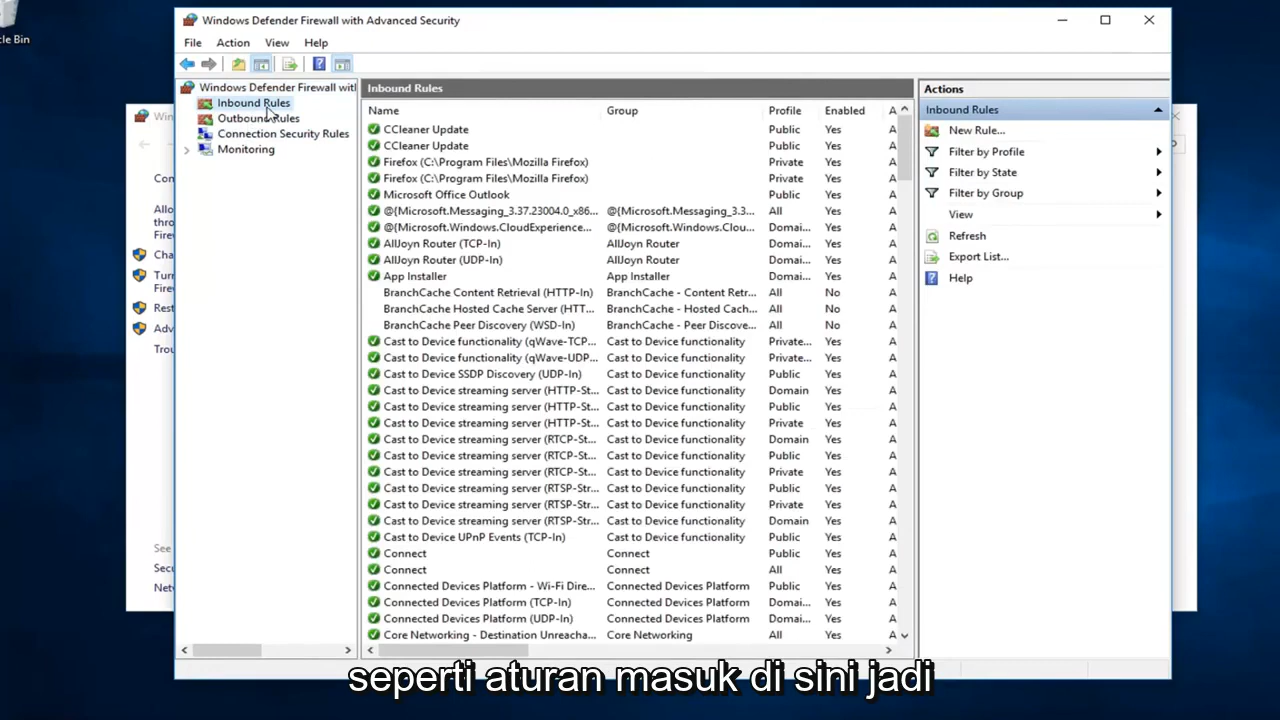 cle Bin
Windows Defender Firewall with Advanced Security
File Action View Help
Windows Defender Firewall wit
Inbound Rules
Outbound Rules
Connection Security Rules
Monitoring
Inbound Rules
Name Group Profile Enabled A
CCleaner Update Public Yes A
CCleaner Update Public Yes A
Firefox (C:\Program Files\Mozilla Firefox) Private Yes A
Firefox (C:\Program Files\Mozilla Firefox) Private Yes A
Microsoft Office Outlook Public Yes A
@{Microsoft.Messaging_3.37.23004.0_x86... @{Microsoft.Messaging_3.3... All Yes A
@{Microsoft.Windows.CloudExperience... @{Microsoft.Windows.Clou... Domai... Yes A
AllJoyn Router (TCP-In) AllJoyn Router Domai... Yes A
AllJoyn Router (UDP-In) AllJoyn Router Domai... Yes A
App Installer App Installer Domai... Yes A
BranchCache Content Retrieval (HTTP-In) BranchCache - Content Retr... All No A
BranchCache Hosted Cache Server (HTT... BranchCache - Hosted Cach... All No A
BranchCache Peer Discovery (WSD-In) BranchCache - Peer Discove... All No A
Cast to Device functionality (qWave-TCP... Cast to Device functionality Private... Yes A
Cast to Device functionality (qWave-UDP... Cast to Device functionality Private... Yes A
Cast to Device SSDP Discovery (UDP-In) Cast to Device functionality Public Yes A
Cast to Device streaming server (HTTP-St... Cast to Device functionality Domain Yes A
Cast to Device streaming server (HTTP-St... Cast to Device functionality Public Yes A
Cast to Device streaming server (HTTP-St... Cast to Device functionality Private Yes A
Cast to Device streaming server (RTCP-St... Cast to Device functionality Domain Yes A
Cast to Device streaming server (RTCP-St... Cast to Device functionality Public Yes A
Cast to Device streaming server (RTCP-St... Cast to Device functionality Private Yes A
Cast to Device streaming server (RTSP-Str... Cast to Device functionality Public Yes A
Cast to Device streaming server (RTSP-Str... Cast to Device functionality Private Yes A
Cast to Device streaming server (RTSP-Str... Cast to Device functionality Domain Yes A
Cast to Device UPnP Events (TCP-In) Cast to Device functionality Public Yes A
Connect Connect Public Yes A
Connect Connect All Yes A
Connected Devices Platform - Wi-Fi Dire... Connected Devices Platform Public Yes A
Connected Devices Platform (TCP-In) Connected Devices Platform Domai... Yes A
Connected Devices Platform (UDP-In) Connected Devices Platform Domai... Yes A
Core Networking - Destination Unreacha... Core Networking All Yes A
Actions
Inbound Rules
New Rule...
Filter by Profile
Filter by State
Filter by Group
View
Refresh
Export List...
Help
Win
Con
Allo
thro
Fire
Cha
Turr
Fire
Rest
Adv
Trou
See
Secu
Net
seperti aturan masuk di sini jadi